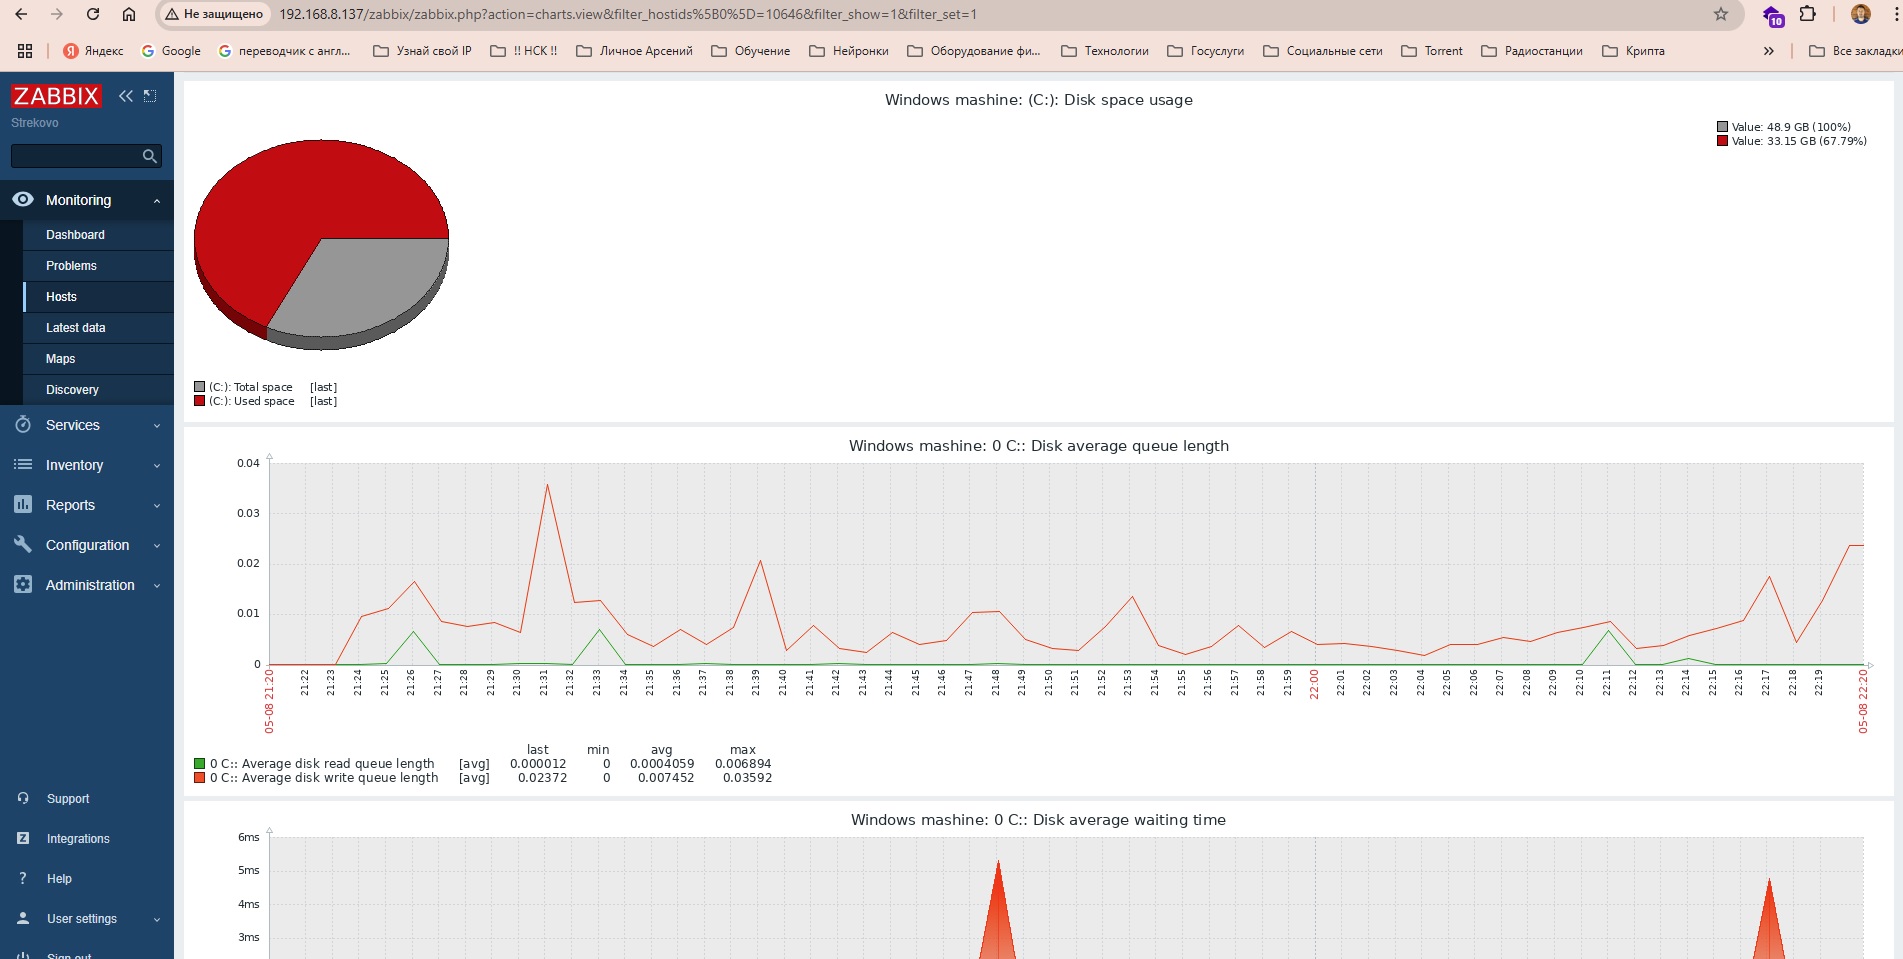 Не защищено 192.168.8.137/zabbix/zabbix.php?action=charts.view&filter_hostids%5B0%5D=10646&filter_show=1&filter_set=1
10
Яндекс Google переводчик с англ... Узнай свой IP !! НСК !! Личное Арсений Обучение Нейронки Оборудование фи... Технологии Госуслуги Социальные сети Torrent Радиостанции Крипта » Все закладки
ZABBIX
Strekovo
Monitoring
Dashboard
Problems
Hosts
Latest data
Maps
Discovery
Services
Inventory
Reports
Configuration
Administration
Support
Integrations
Help
User settings
Sign out
Windows mashine: (C:): Disk space usage
Value: 48.9 GB (100%)
Value: 33.15 GB (67.79%)
(C:): Total space [last]
(C:): Used space [last]
Windows mashine: 0 C:: Disk average queue length
0.04
0.03
0.02
0.01
0
05-08 21:20 21:22 21:23 21:24 21:25 21:26 21:27 21:28 21:29 21:30 21:31 21:32 21:33 21:34 21:35 21:36 21:37 21:38 21:39 21:40 21:41 21:42 21:43 21:44 21:45 21:46 21:47 21:48 21:49 21:50 21:51 21:52 21:53 21:54 21:55 21:56 21:57 21:58 21:59 22:00 22:01 22:02 22:03 22:04 22:05 22:06 22:07 22:08 22:09 22:10 22:11 22:12 22:13 22:14 22:15 22:16 22:17 22:18 22:19 05-08 22:20
last min avg max
0 C:: Average disk read queue length [avg] 0.000012 0 0.0004059 0.006894
0 C:: Average disk write queue length [avg] 0.02372 0 0.007452 0.03592
Windows mashine: 0 C:: Disk average waiting time
6ms
5ms
4ms
3ms